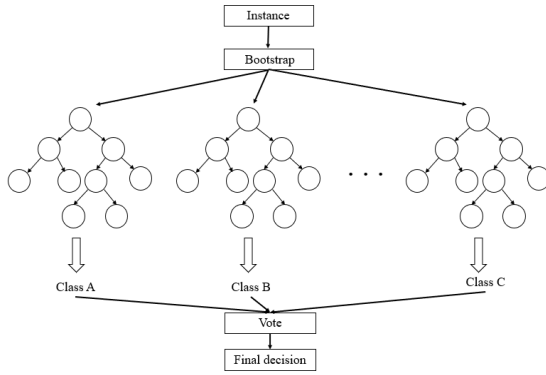 Instance
Bootstrap
. . .
Class A
Class B
Class C
Vote
Final decision